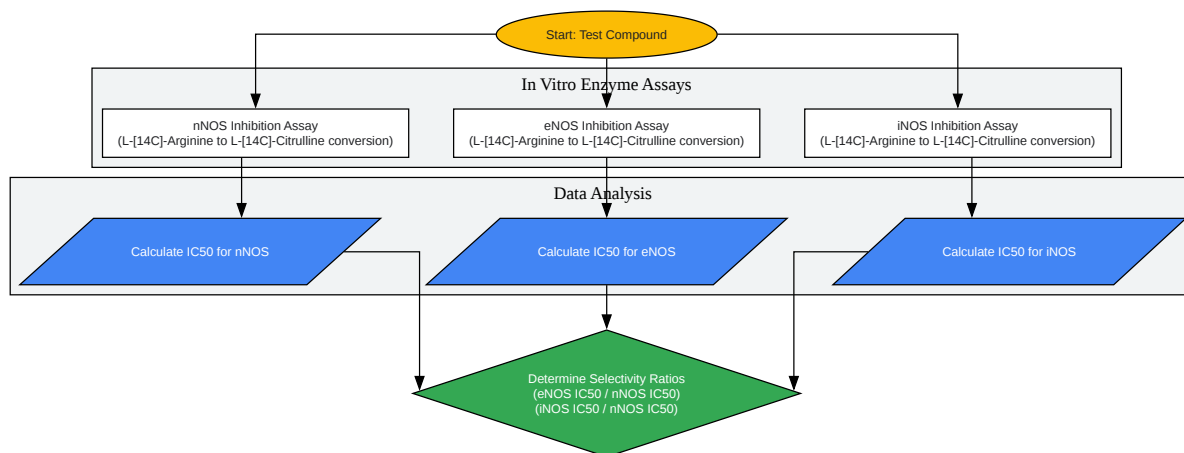 Start: Test Compound
In Vitro Enzyme Assays
nNOS Inhibition Assay
(L-[14C]-Arginine to L-[14C]-Citrulline conversion)
eNOS Inhibition Assay
(L-[14C]-Arginine to L-[14C]-Citrulline conversion)
iNOS Inhibition Assay
(L-[14C]-Arginine to L-[14C]-Citrulline conversion)
Data Analysis
Calculate IC50 for nNOS
Calculate IC50 for eNOS
Calculate IC50 for iNOS
Determine Selectivity Ratios
(eNOS IC50 / nNOS IC50)
(iNOS IC50 / nNOS IC50)